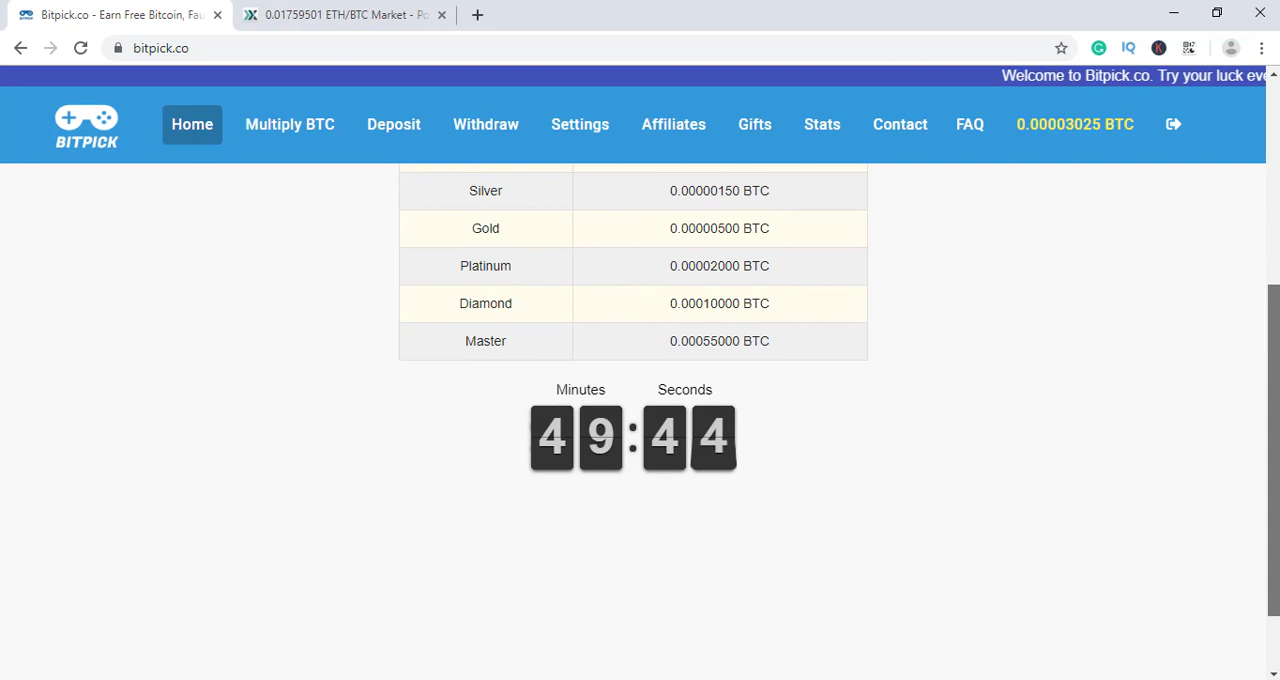 Bitpick.co - Earn Free Bitcoin, Fau
0.01759501 ETH/BTC Market - Po
bitpick.co
Welcome to Bitpick.co. Try your luck eve
BITPICK
Home Multiply BTC Deposit Withdraw Settings Affiliates Gifts Stats Contact FAQ 0.00003025 BTC
Silver 0.00000150 BTC
Gold 0.00000500 BTC
Platinum 0.00002000 BTC
Diamond 0.00010000 BTC
Master 0.00055000 BTC
Minutes Seconds
49:44